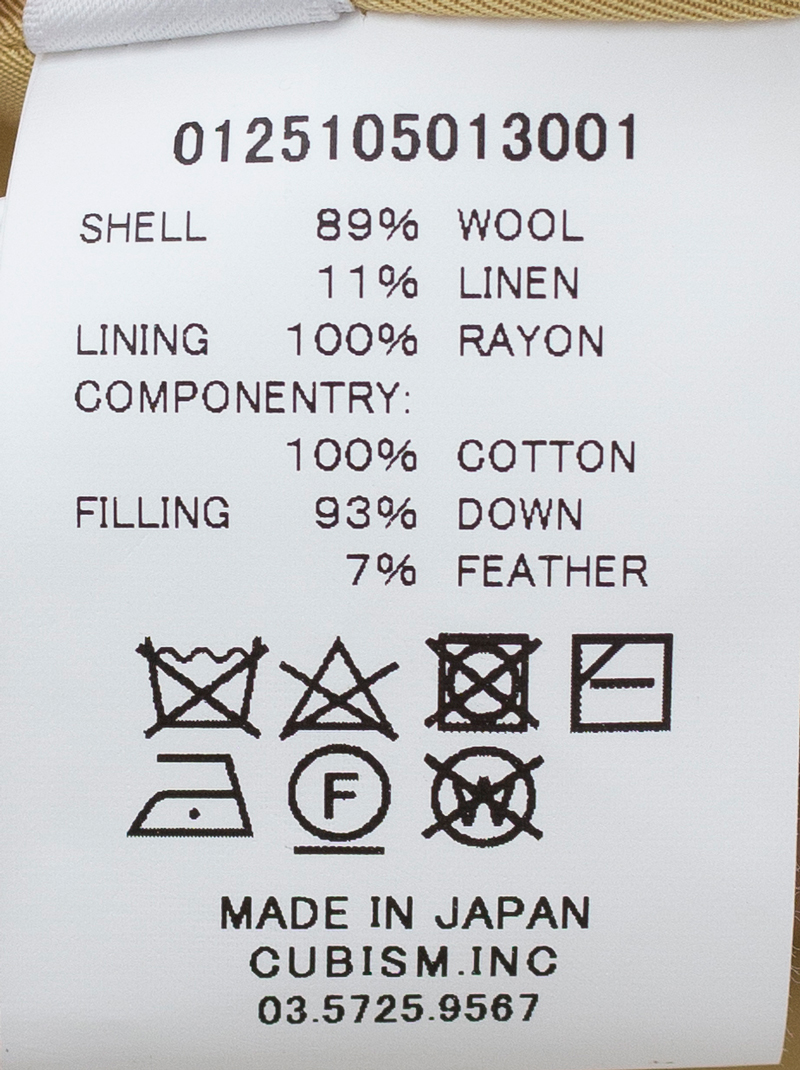 0125105013001
SHELL 89% WOOL
11% LINEN
LINING 100% RAYON
COMPONENTRY:
100% COTTON
FILLING 93% DOWN
7% FEATHER
F W
MADE IN JAPAN
CUBISM.INC
03.5725.9567